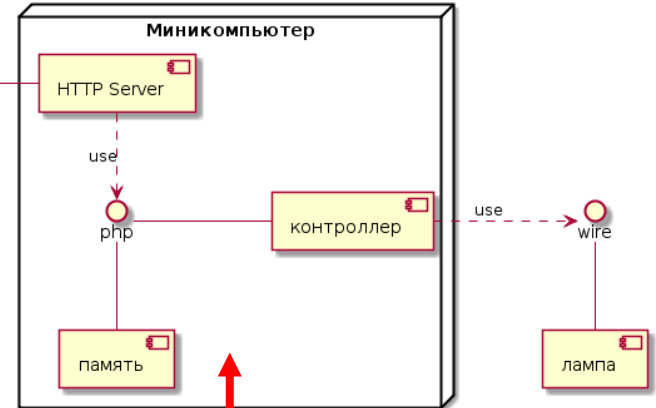 Миникомпьютер
HTTP Server
use
php
контроллер
use
wire
память
лампа